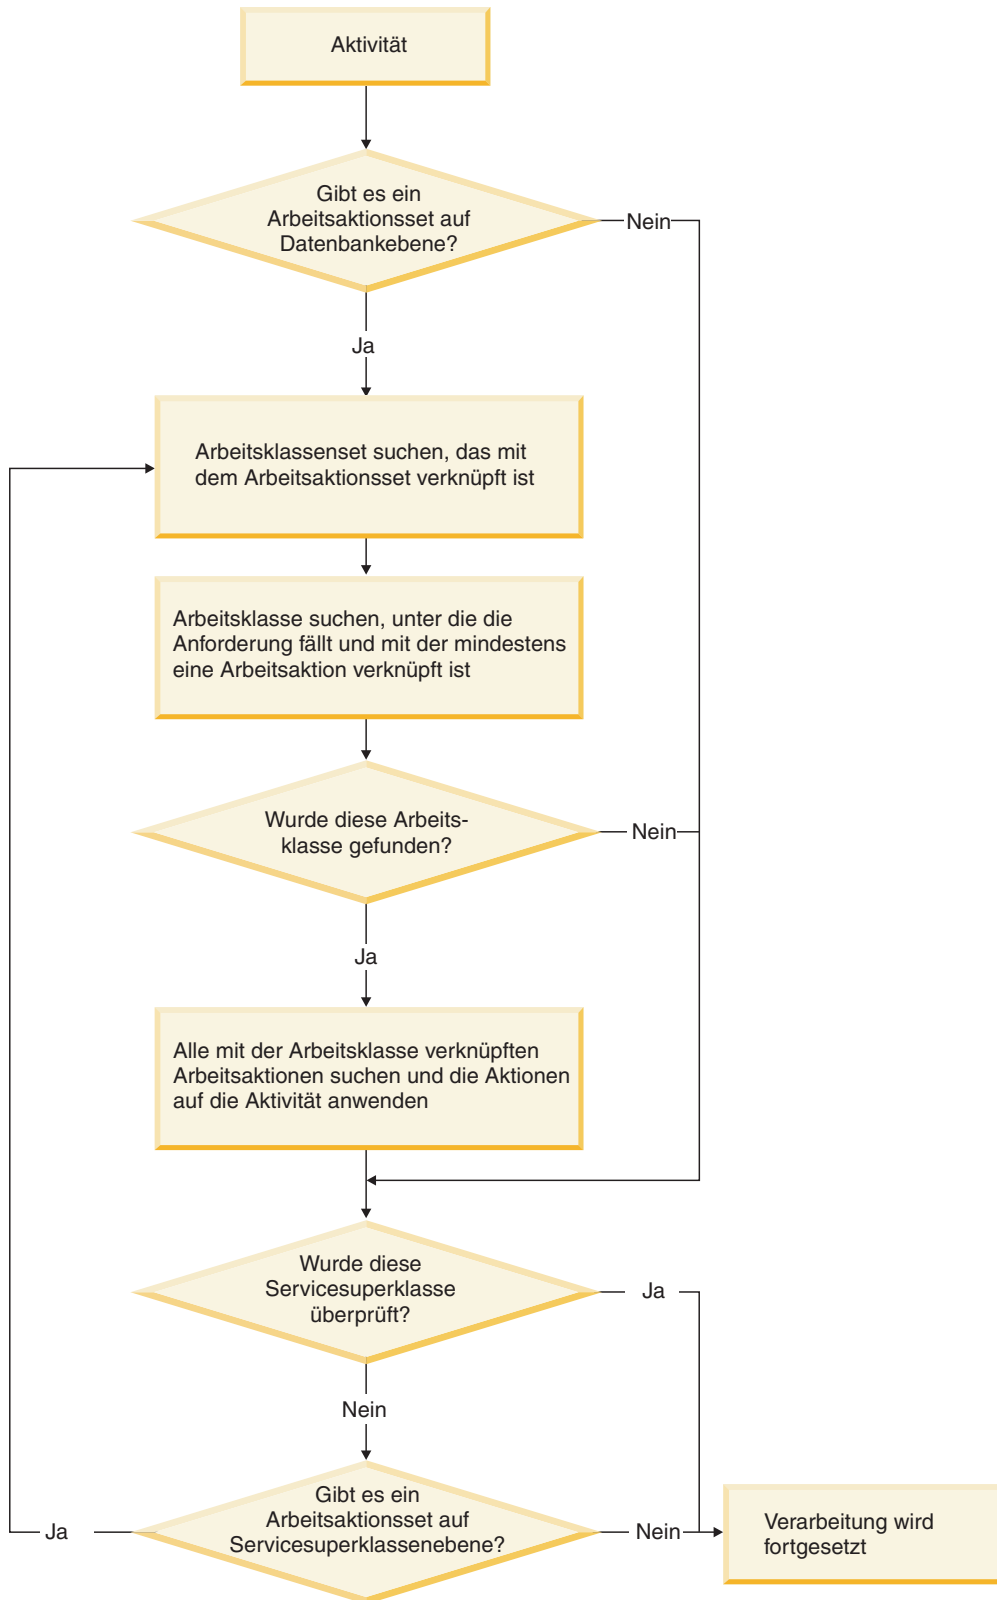 Aktivität
Gibt es ein
Arbeitsaktionsset auf
Datenbankebene?
Nein
Ja
Arbeitsklassenset suchen, das mit
dem Arbeitsaktionsset verknüpft ist
Arbeitsklasse suchen, unter die die
Anforderung fällt und mit der mindestens
eine Arbeitsaktion verknüpft ist
Wurde diese Arbeits-
klasse gefunden?
Nein
Ja
Alle mit der Arbeitsklasse verknüpften
Arbeitsaktionen suchen und die Aktionen
auf die Aktivität anwenden
Wurde diese
Servicesuperklasse
überprüft?
Ja
Nein
Gibt es ein
Arbeitsaktionsset auf
Servicesuperklassenebene?
Ja
Nein
Verarbeitung wird
fortgesetzt